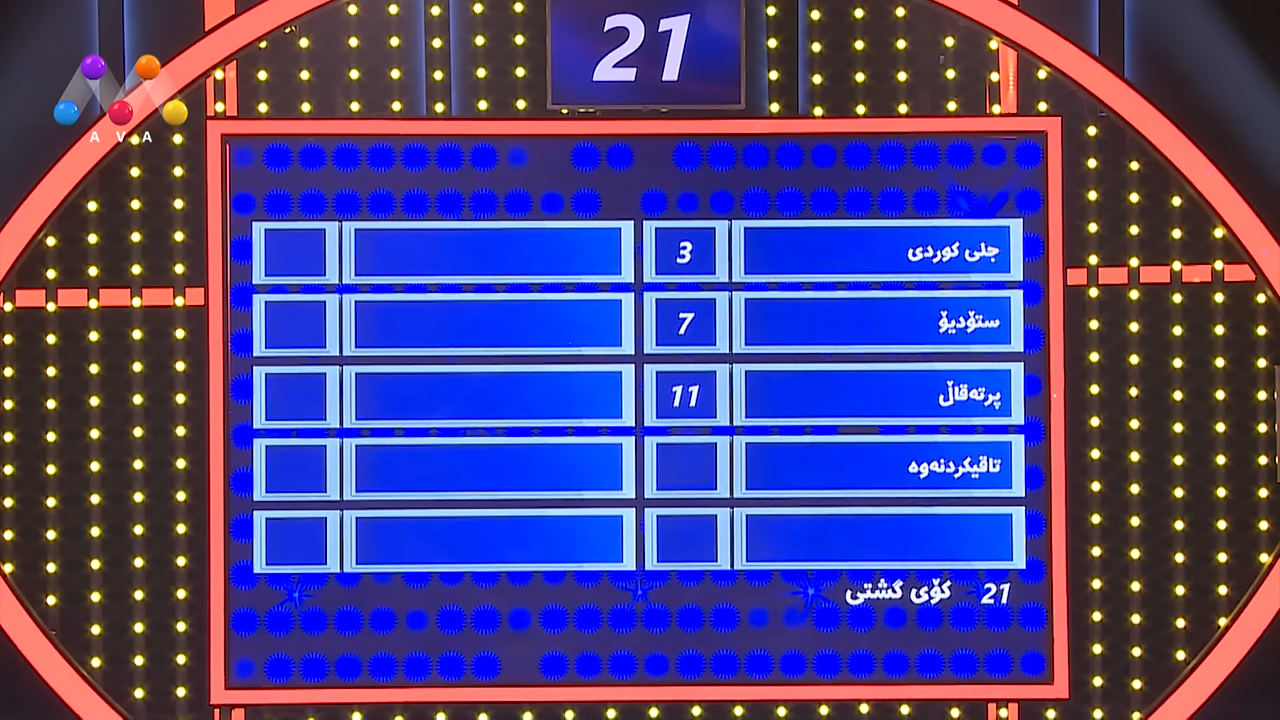 21
AVA
جلی کوردی 3
ستۆدیۆ 7
پرتەقاڵ 11
تاقیکردنەوە
کۆی گشتی 21